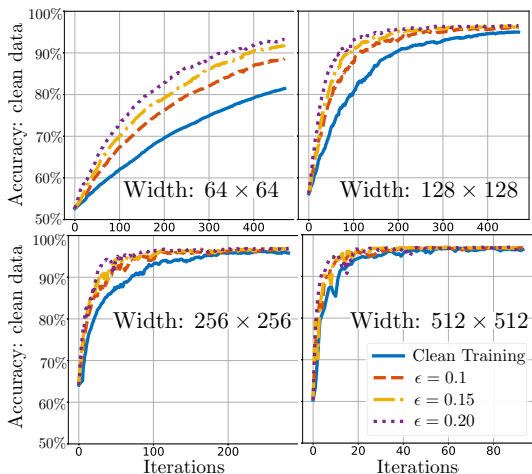 Accuracy: clean data
100%
90%
80%
70%
60%
50%
0 100 200 300 400
Width: 64 × 64
0 100 200 300 400
Width: 128 × 128
Accuracy: clean data
100%
90%
80%
70%
60%
50%
0 100 200
Width: 256 × 256
Iterations
0 20 40 60 80
Width: 512 × 512
Clean Training
ϵ = 0.1
ϵ = 0.15
ϵ = 0.20
Iterations